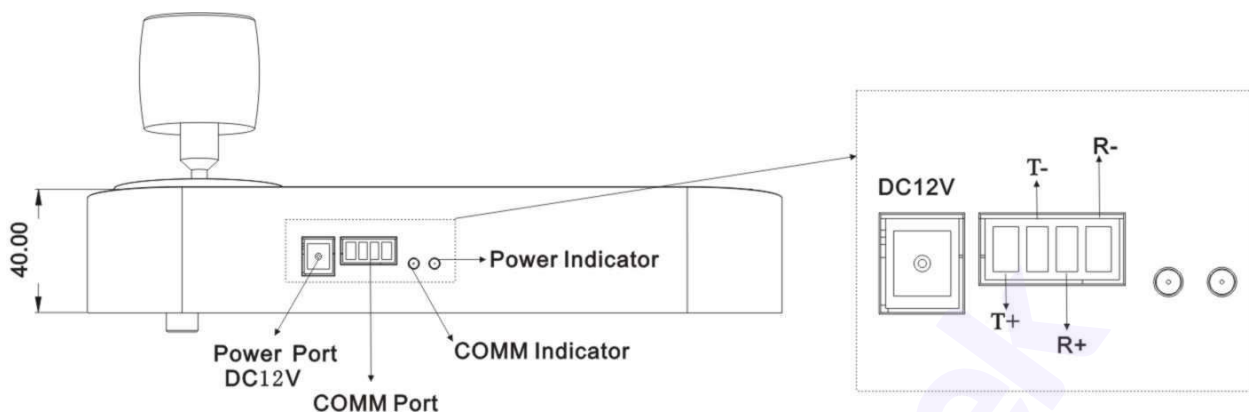 40.00
Power Port
DC12V
COMM Port
COMM Indicator
Power Indicator
DC12V
T-
R-
T+
R+